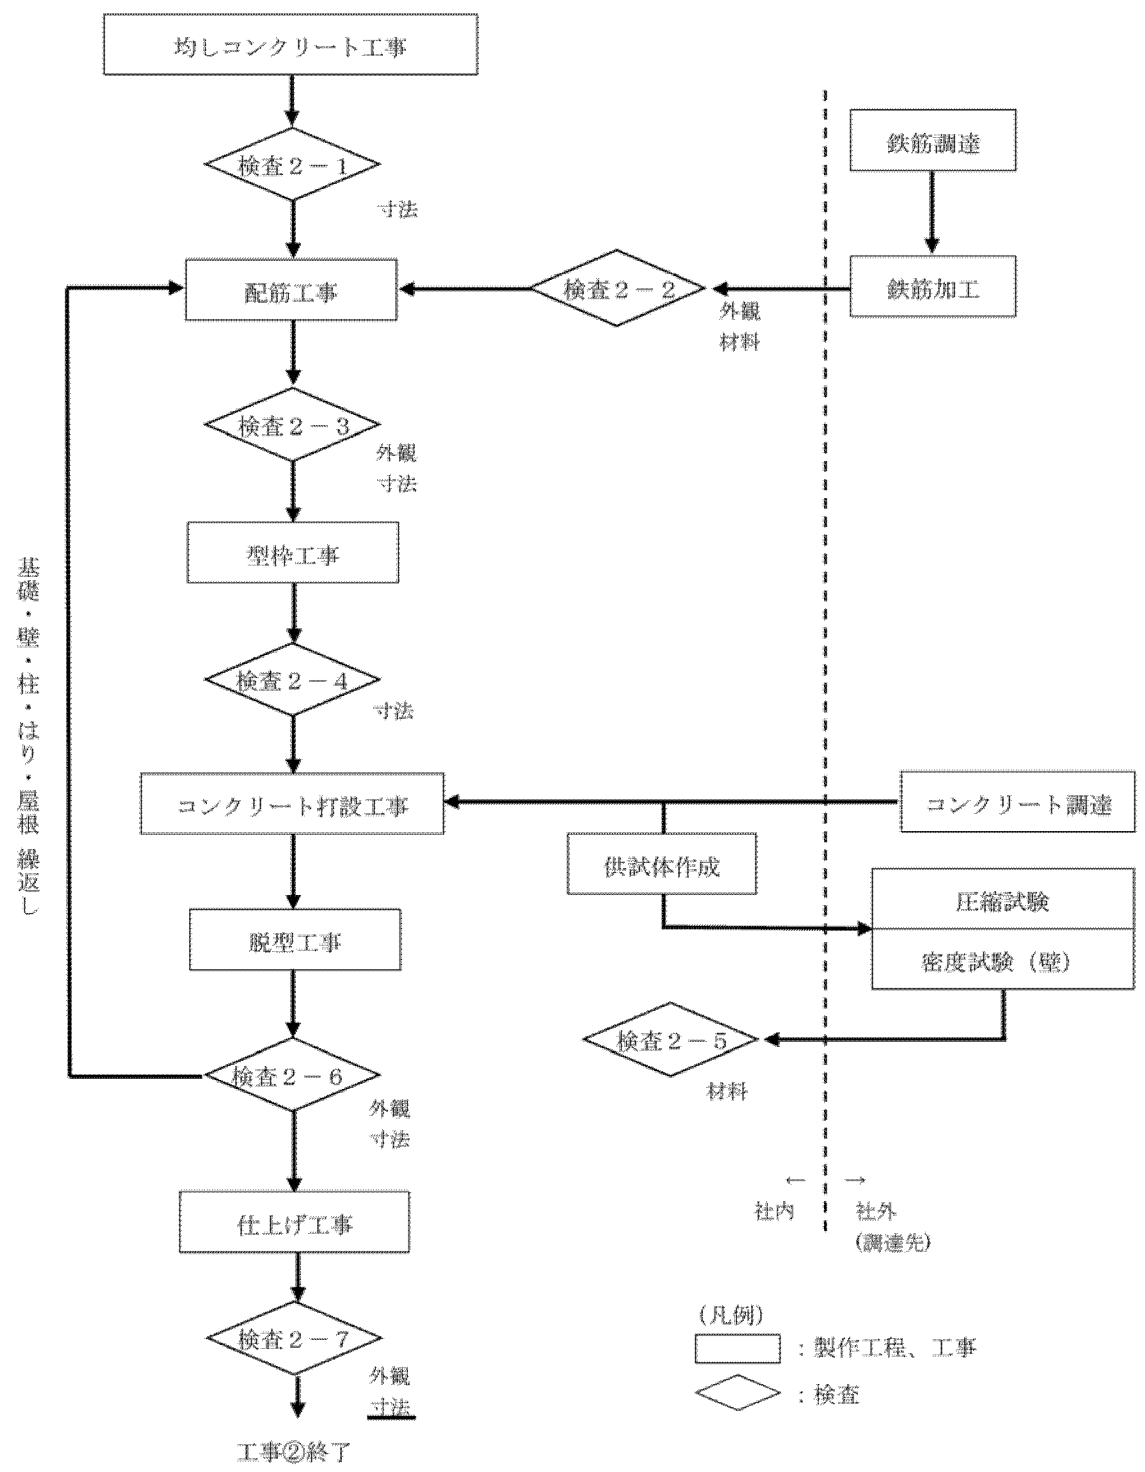 均しコンクリート工事
検査２－１
寸法
鉄筋調達
配筋工事
検査２－２
外観
材料
鉄筋加工
検査２－３
外観
寸法
型枠工事
検査２－４
寸法
コンクリート打設工事
コンクリート調達
供試体作成
圧縮試験
密度試験（壁）
脱型工事
検査２－５
材料
検査２－６
外観
寸法
基礎・壁・柱・はり・屋根 繰返し
← →
社内 社外
(調達先)
仕上げ工事
検査２－７
外観
寸法
工事②終了
（凡例）
：製作工程、工事
：検査